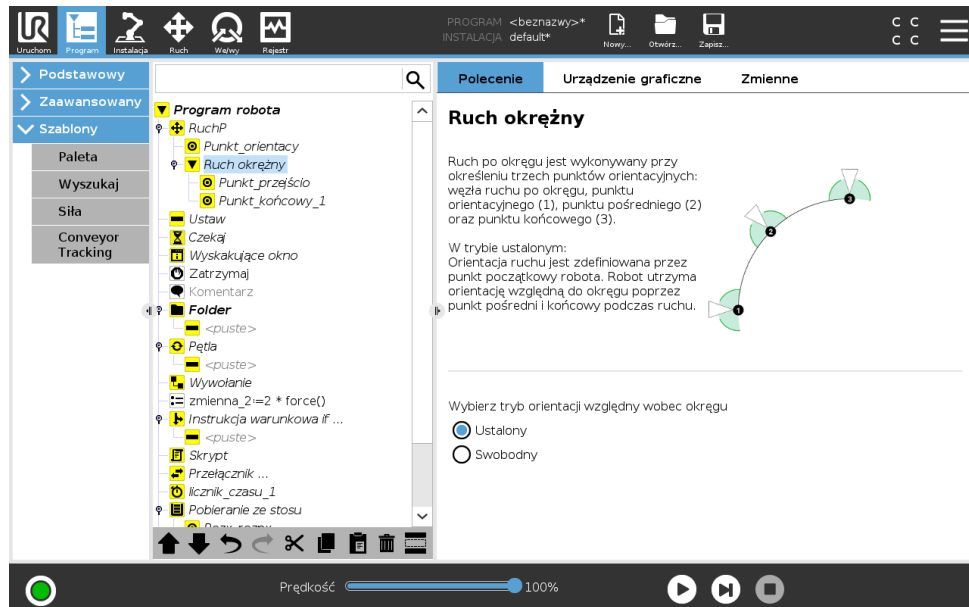 PROGRAM <beznazwy>*
INSTALACJA default*
Uruchom
Program
Instalacja
Ruch
We/wy
Rejestr
Nowy...
Otwórz...
Zapisz...
C C
C C
Podstawowy
Zaawansowany
Szablony
Paleta
Wyszukaj
Siła
Conveyor
Tracking
Program robota
RuchP
Punkt_orientacy
Ruch okrężny
Punkt_przejścio
Punkt_końcowy_1
Ustaw
Czekaj
Wyskakujące okno
Zatrzymaj
Komentarz
Folder
<puste>
Pętla
<puste>
Wywołanie
zmienna_2:=2 * force()
Instrukcja warunkowa if ...
<puste>
Skrypt
Przełącznik ...
licznik_czasu_1
Pobieranie ze stosu
Polecenie
Urządzenie graficzne
Zmienne
Ruch okrężny
Ruch po okręgu jest wykonywany przy
określeniu trzech punktów orientacyjnych:
węzła ruchu po okręgu, punktu
orientacyjnego (1), punktu pośredniego (2)
oraz punktu końcowego (3).
W trybie ustalonym:
Orientacja ruchu jest zdefiniowana przez
punkt początkowy robota. Robot utrzyma
orientację względną do okręgu poprzez
punkt pośredni i końcowy podczas ruchu.
1
2
3
Wybierz tryb orientacji względny wobec okręgu
Ustalony
Swobodny
Prędkość
100%